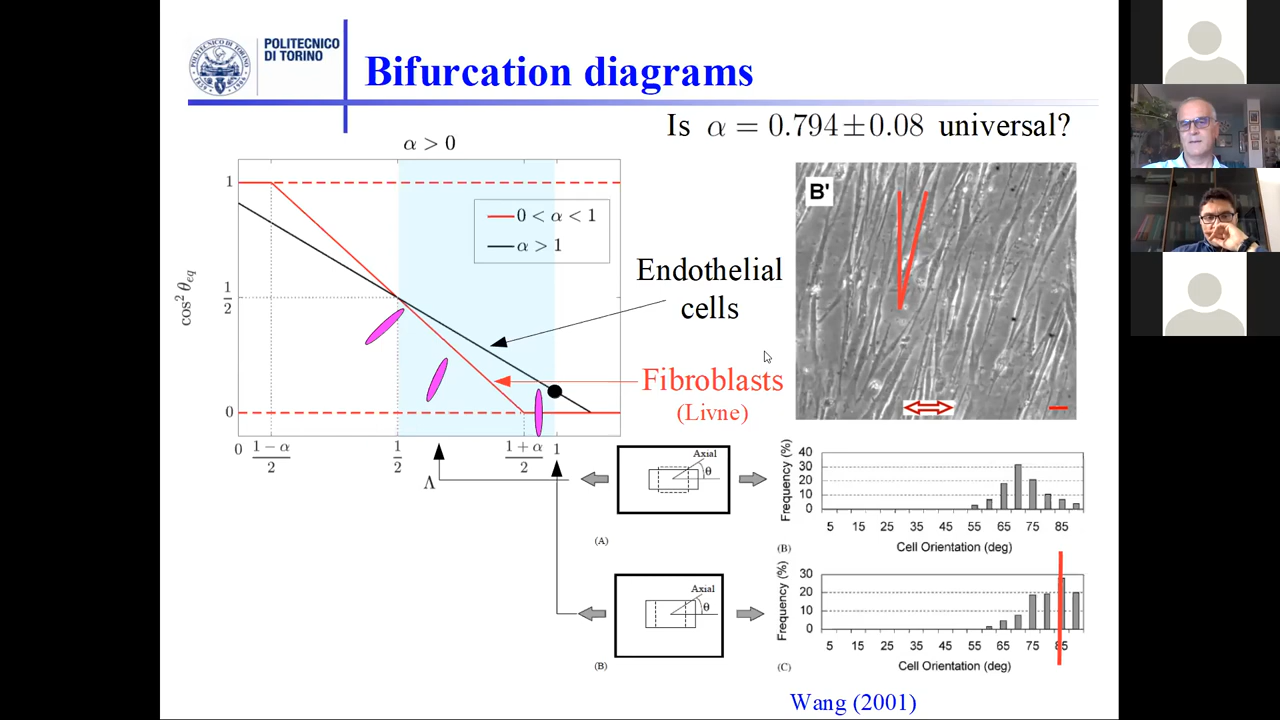 POLITECNICO
DI TORINO
Bifurcation diagrams
Is α = 0.794±0.08 universal?
α > 0
1
1/2
0
cos² θeq
0 < α < 1
α > 1
Endothelial
cells
Fibroblasts
(Livne)
0
1−α/2
1/2
1+α/2
1
Λ
B'
Axial
θ
(A)
Frequency (%)
40
30
20
10
0
5 15 25 35 45 55 65 75 85
Cell Orientation (deg)
(B)
Axial
θ
(B)
Frequency (%)
30
20
10
0
5 15 25 35 45 55 65 75 85
Cell Orientation (deg)
(C)
Wang (2001)